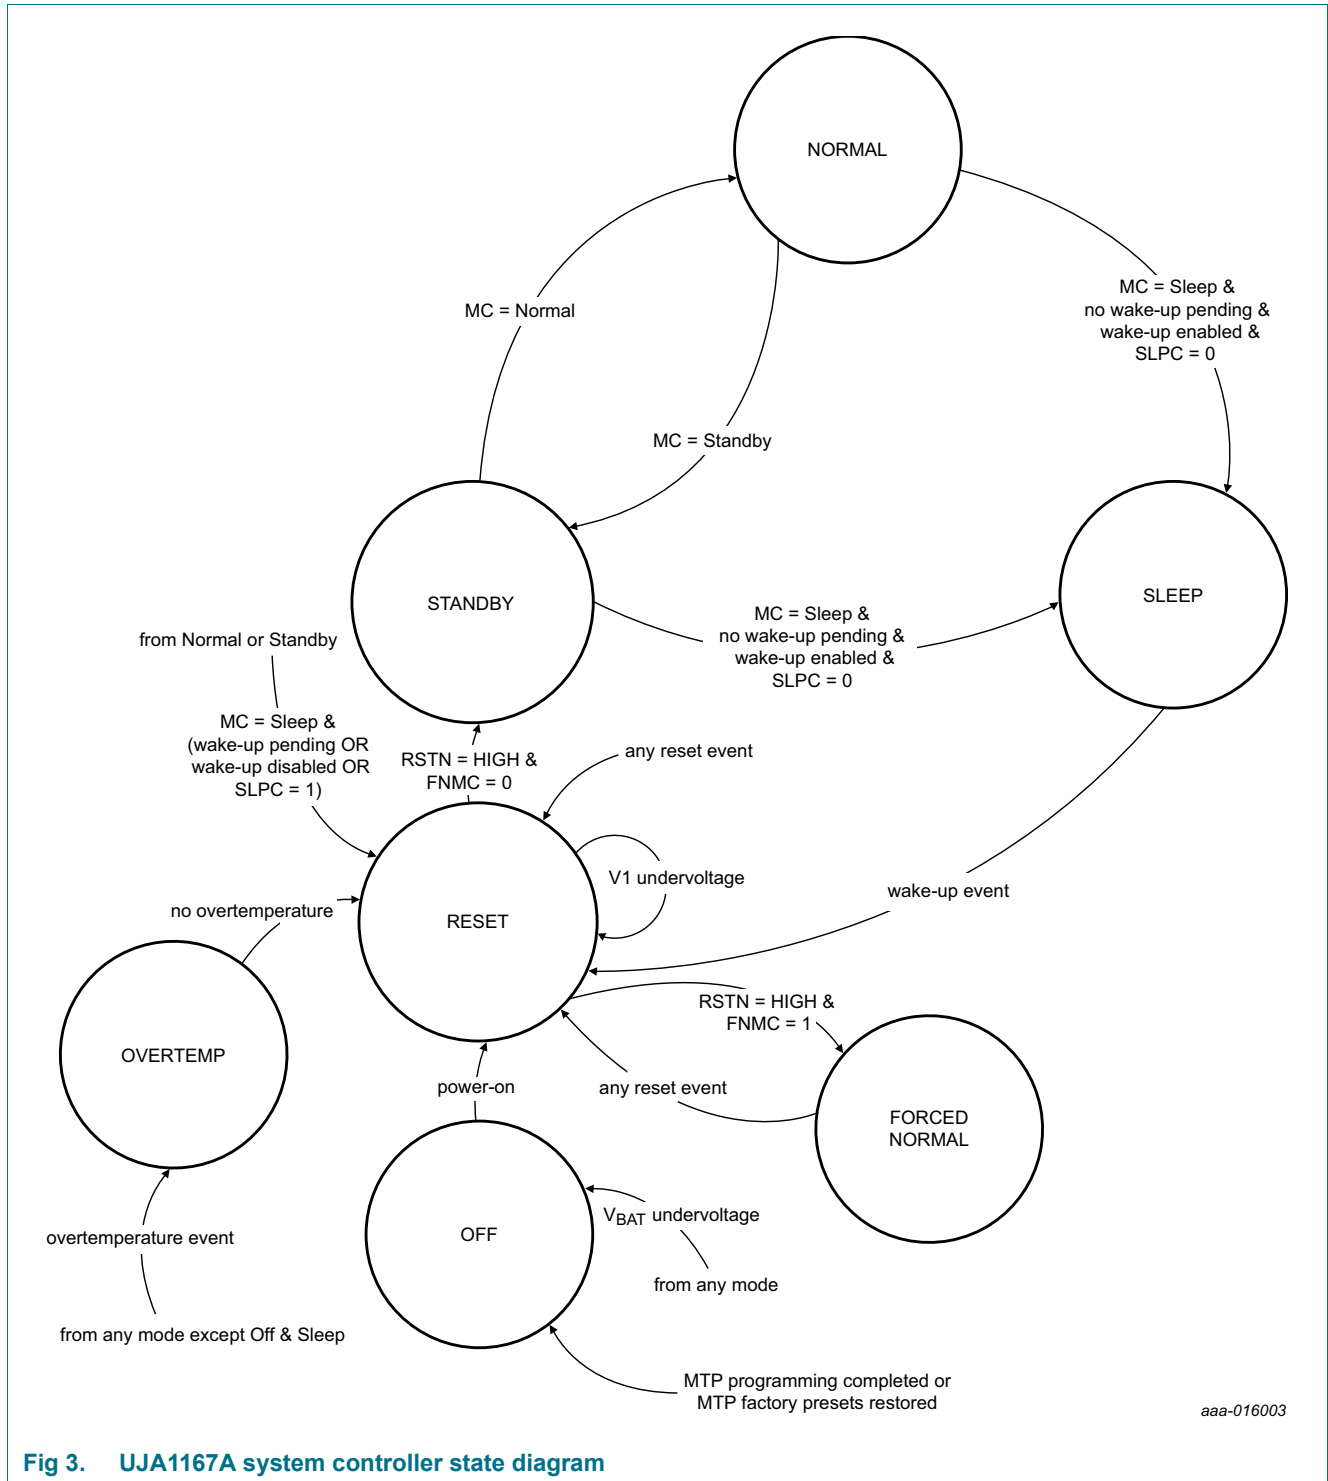 NORMAL
MC = Sleep &
no wake-up pending &
wake-up enabled &
SLPC = 0
MC = Normal
MC = Standby
STANDBY
SLEEP
MC = Sleep &
no wake-up pending &
wake-up enabled &
SLPC = 0
from Normal or Standby
MC = Sleep &
(wake-up pending OR
wake-up disabled OR
SLPC = 1)
RSTN = HIGH &
FNMC = 0
any reset event
V1 undervoltage
wake-up event
no overtemperature
RESET
RSTN = HIGH &
FNMC = 1
OVERTEMP
power-on
any reset event
FORCED
NORMAL
VBAT undervoltage
OFF
overtemperature event
from any mode
from any mode except Off & Sleep
MTP programming completed or
MTP factory presets restored
aaa-016003
Fig 3. UJA1167A system controller state diagram